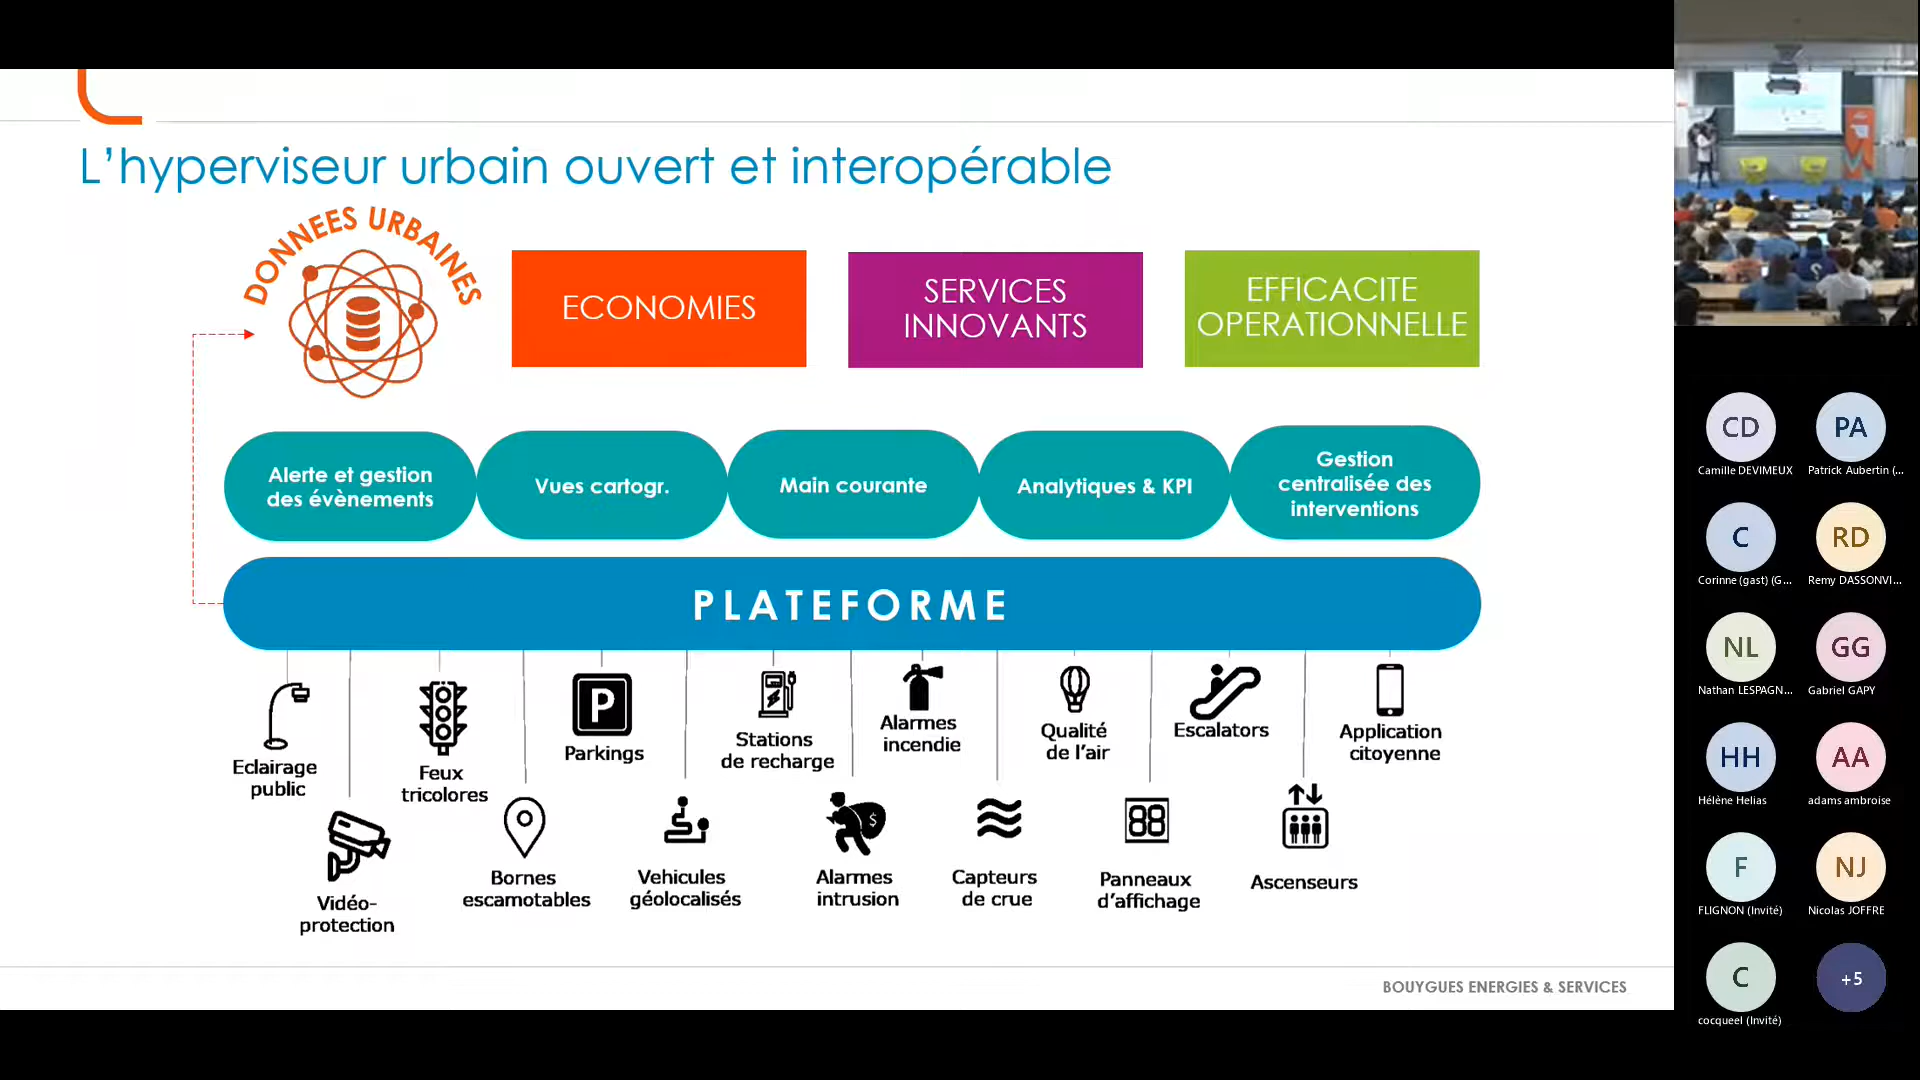 L’hyperviseur urbain ouvert et interopérable
DONNEES URBAINES
ECONOMIES
SERVICES
INNOVANTS
EFFICACITE
OPERATIONNELLE
Alerte et gestion
des évènements
Vues cartogr.
Main courante
Analytiques & KPI
Gestion
centralisée des
interventions
PLATEFORME
Eclairage
public
Vidéo-
protection
Feux
tricolores
Bornes
escamotables
P
Parkings
Vehicules
géolocalisés
Stations
de recharge
$
Alarmes
intrusion
Alarmes
incendie
Capteurs
de crue
Qualité
de l’air
88
Panneaux
d’affichage
Escalators
Ascenseurs
Application
citoyenne
BOUYGUES ENERGIES & SERVICES
CD
Camille DEVIMEUX
PA
Patrick Aubertin (...
C
Corinne (gast) (G...
RD
Remy DASSONVI...
NL
Nathan LESPAGN...
GG
Gabriel GAPY
HH
Hélène Helias
AA
adams ambroise
F
FLIGNON (Invité)
NJ
Nicolas JOFFRE
C
cocqueel (Invité)
+5